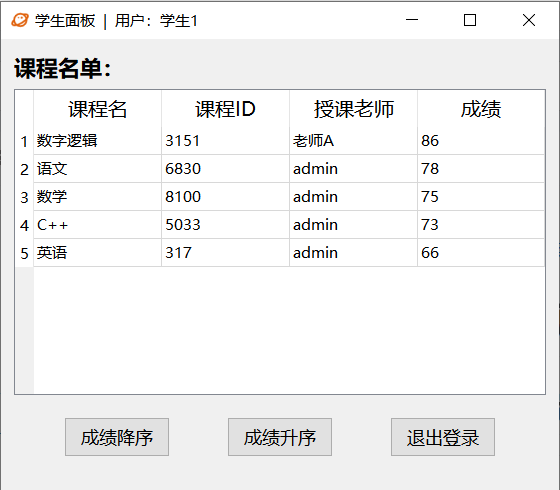 学生面板 | 用户：学生1
课程名单：
课程名 课程ID 授课老师 成绩
1 数字逻辑 3151 老师A 86
2 语文 6830 admin 78
3 数学 8100 admin 75
4 C++ 5033 admin 73
5 英语 317 admin 66
成绩降序 成绩升序 退出登录